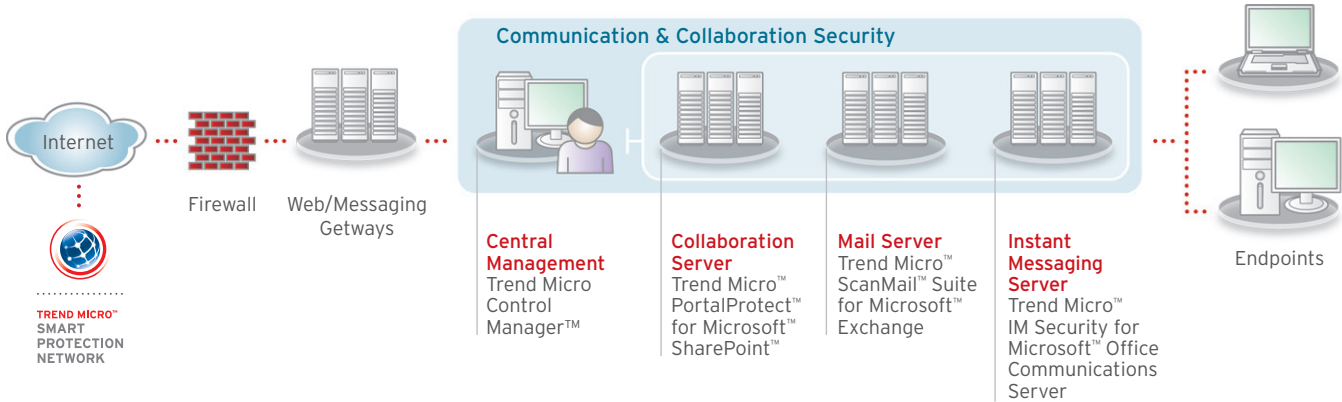 Communication & Collaboration Security
Internet
Firewall
Web/Messaging
Getways
TREND MICRO™
SMART
PROTECTION
NETWORK
Central
Management
Trend Micro
Control
Manager™
Collaboration
Server
Trend Micro™
PortalProtect™
for Microsoft™
SharePoint™
Mail Server
Trend Micro™
ScanMail™ Suite
for Microsoft™
Exchange
Instant
Messaging
Server
Trend Micro™
IM Security for
Microsoft™ Office
Communications
Server
Endpoints